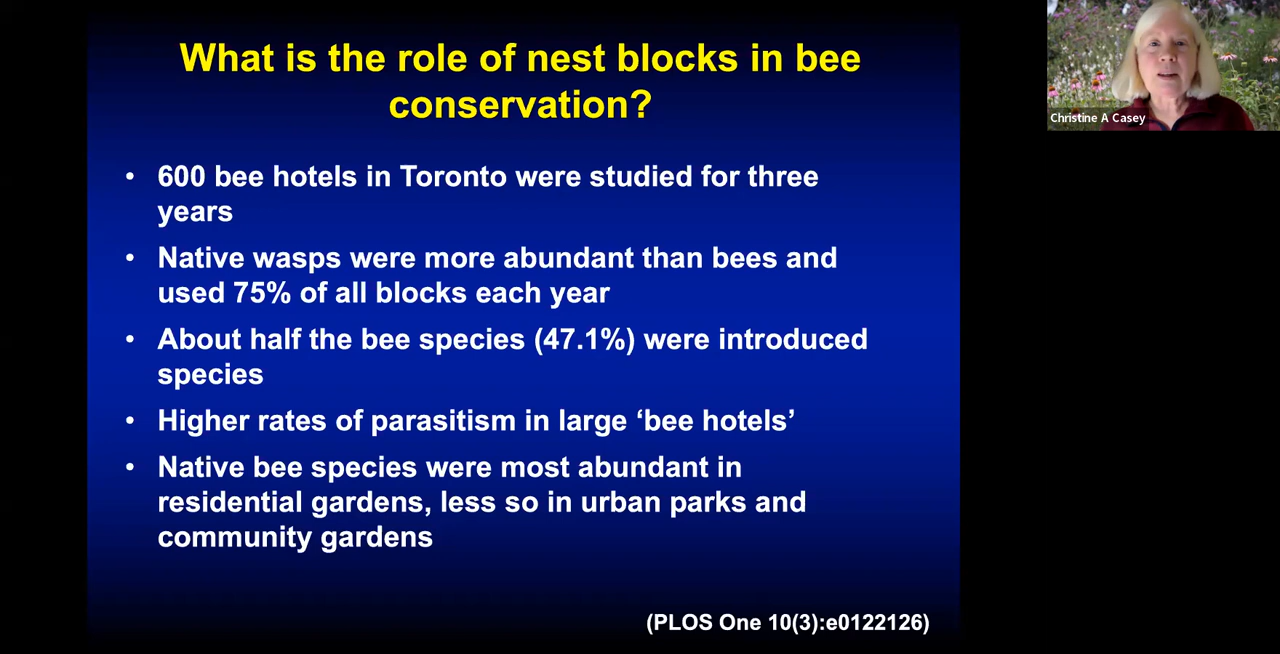 What is the role of nest blocks in bee
conservation?
• 600 bee hotels in Toronto were studied for three
years
• Native wasps were more abundant than bees and
used 75% of all blocks each year
• About half the bee species (47.1%) were introduced
species
• Higher rates of parasitism in large ‘bee hotels’
• Native bee species were most abundant in
residential gardens, less so in urban parks and
community gardens
(PLOS One 10(3):e0122126)
Christine A Casey